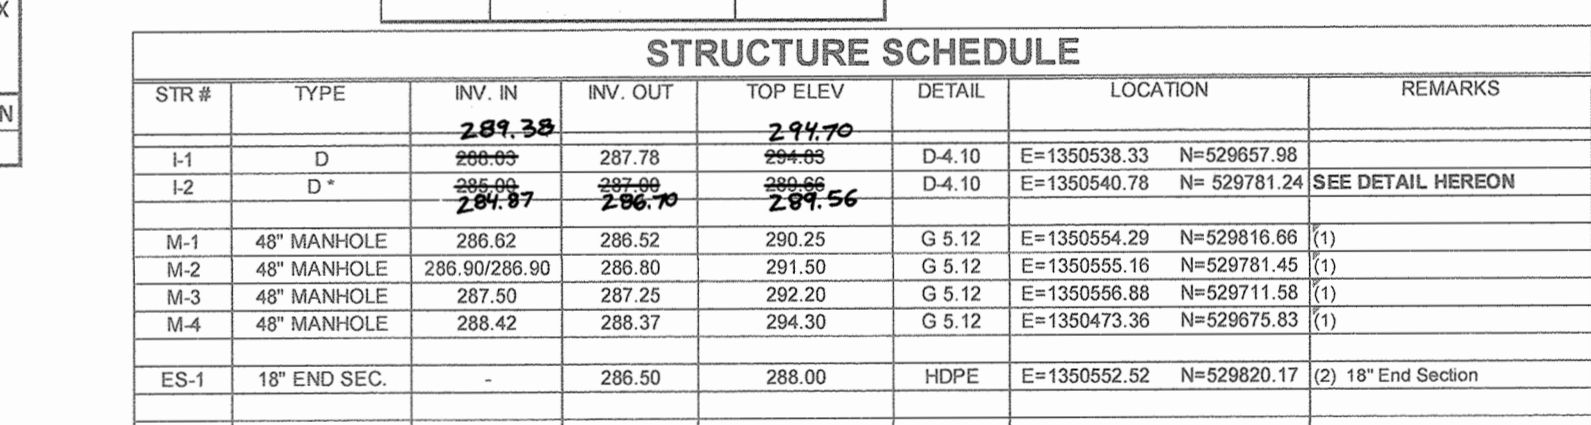 X
N
STRUCTURE SCHEDULE
STR # TYPE INV. IN INV. OUT TOP ELEV DETAIL LOCATION REMARKS
289.38 294.70
I-1 D 288.03 287.78 294.03 D-4.10 E=1350538.33 N=529657.98
I-2 D * 285.00 287.00 289.66 D-4.10 E=1350540.78 N= 529781.24 SEE DETAIL HEREON
284.87 286.70 289.56
M-1 48" MANHOLE 286.62 286.52 290.25 G 5.12 E=1350554.29 N=529816.66 (1)
M-2 48" MANHOLE 286.90/286.90 286.80 291.50 G 5.12 E=1350555.16 N=529781.45 (1)
M-3 48" MANHOLE 287.50 287.25 292.20 G 5.12 E=1350556.88 N=529711.58 (1)
M-4 48" MANHOLE 288.42 288.37 294.30 G 5.12 E=1350473.36 N=529675.83 (1)
ES-1 18" END SEC. - 286.50 288.00 HDPE E=1350552.52 N=529820.17 (2) 18" End Section